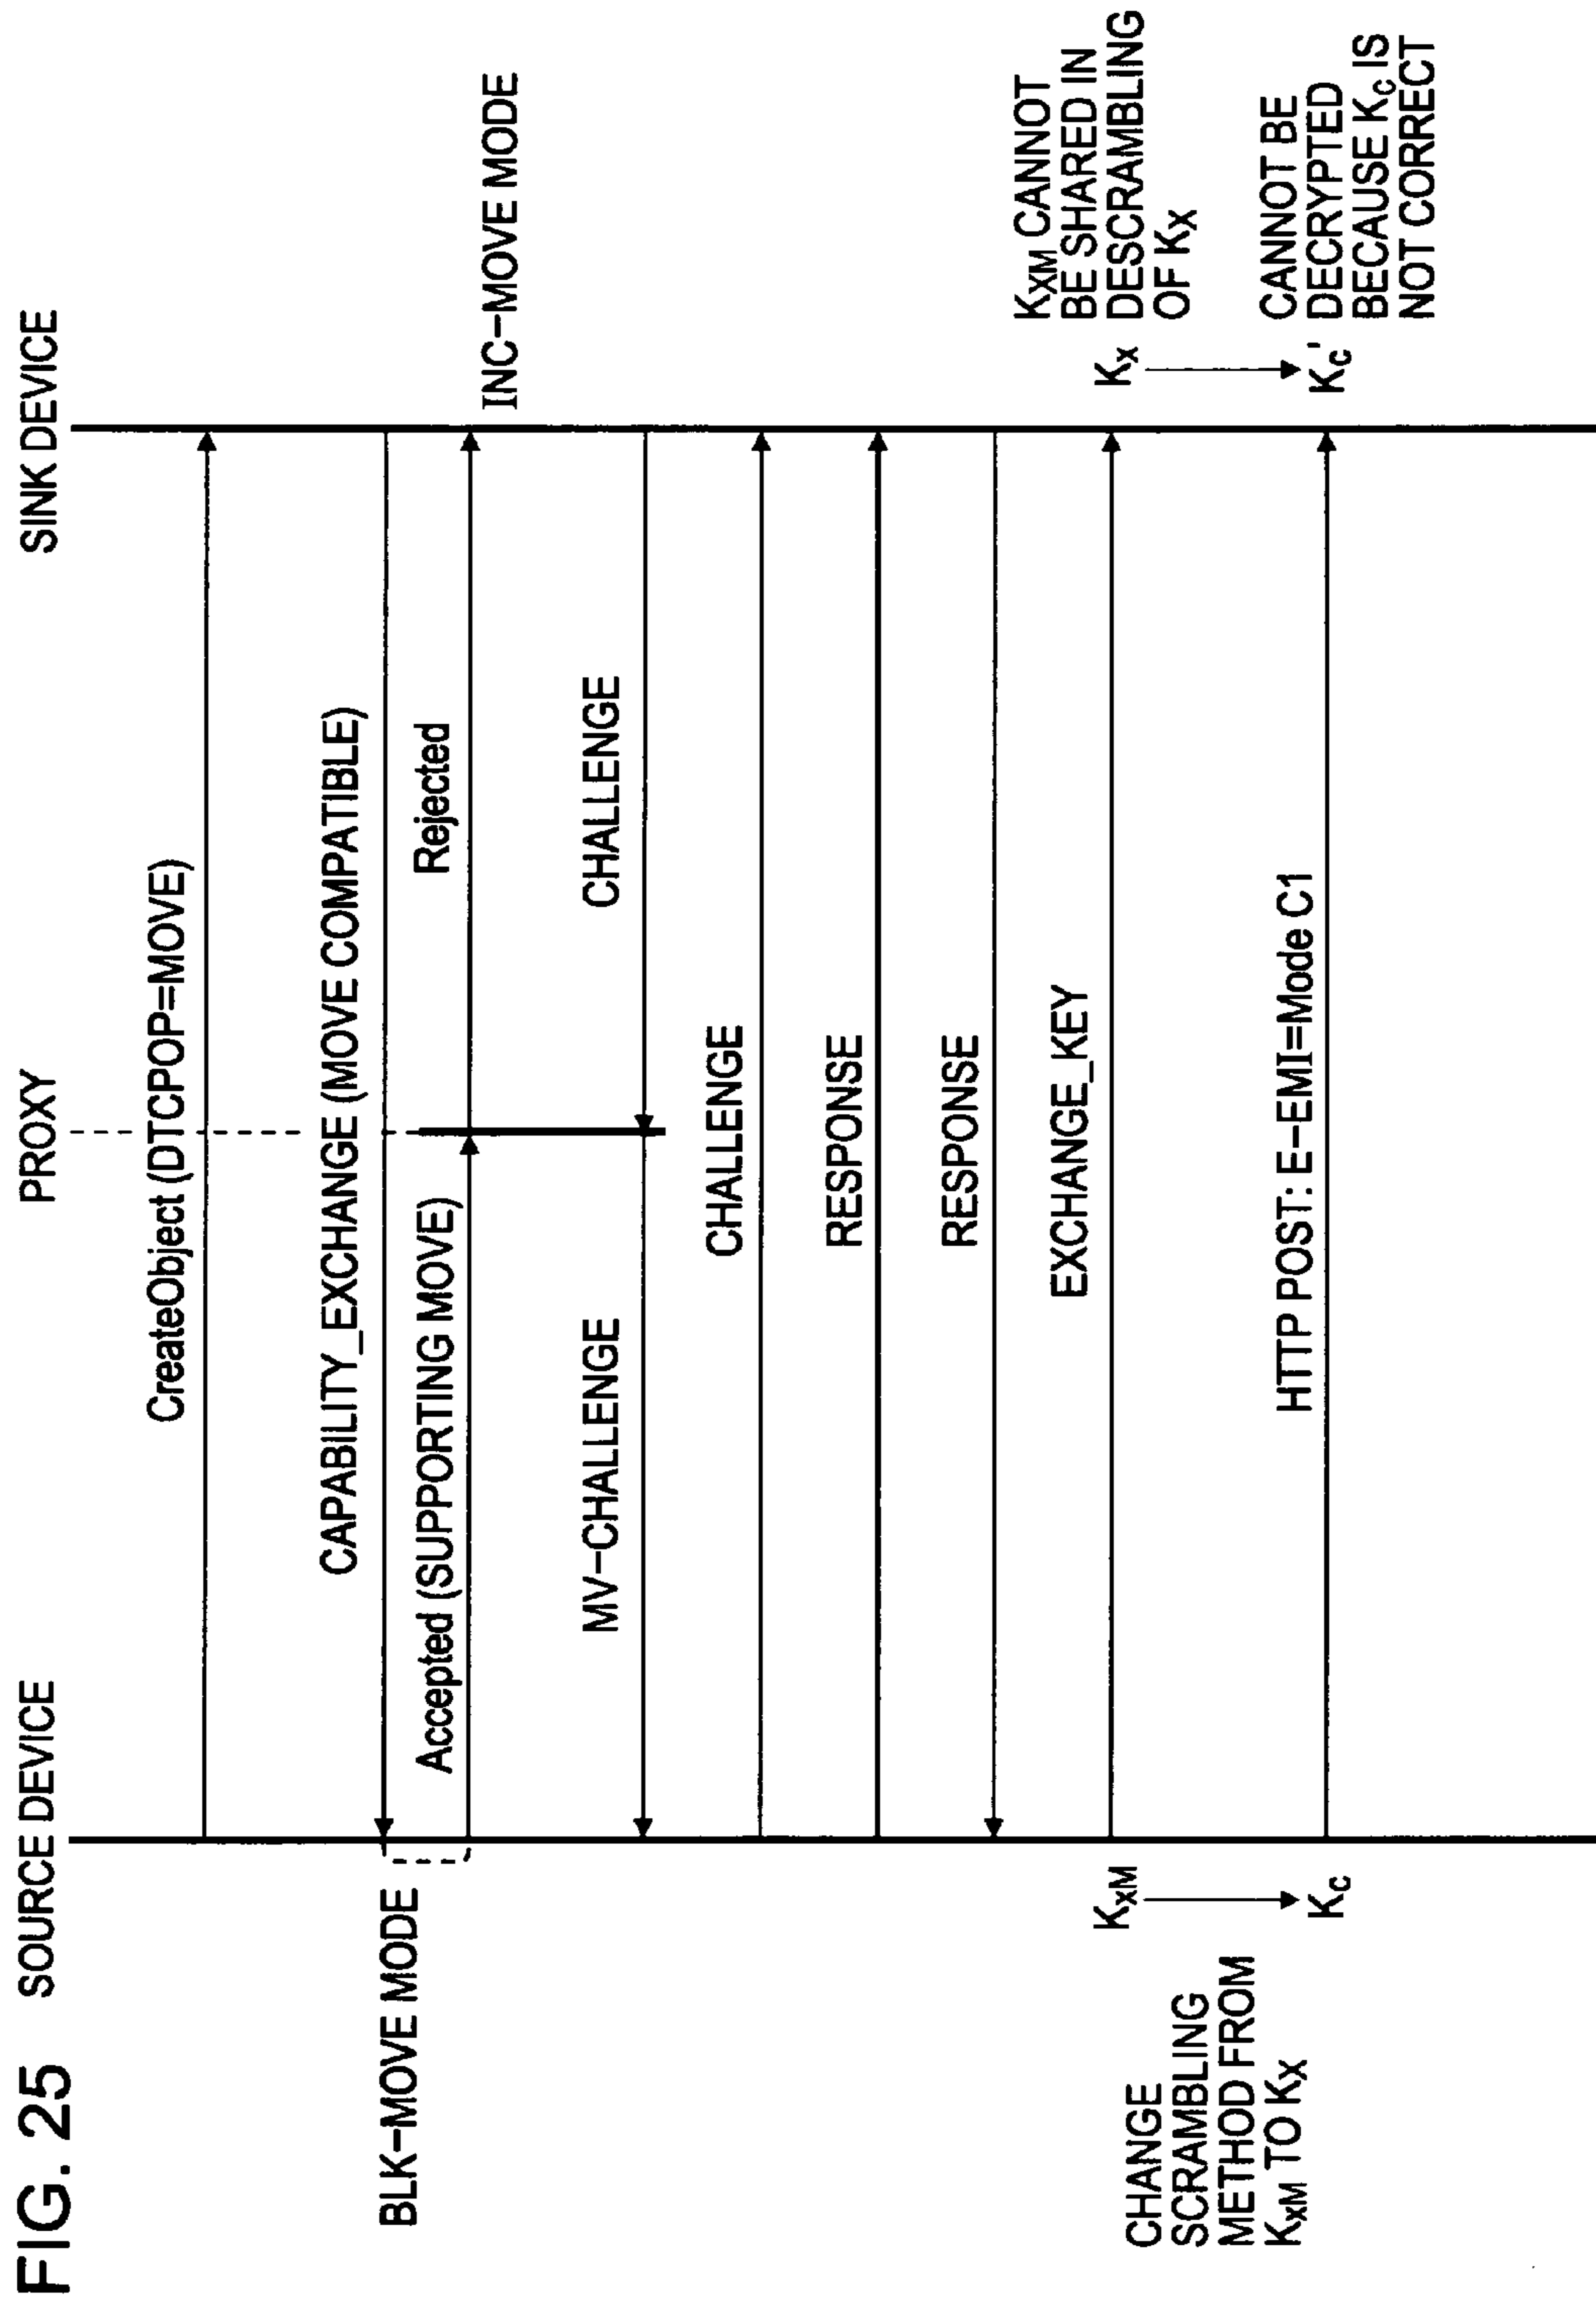 FIG. 25
SOURCE DEVICE
PROXY
SINK DEVICE
CreateObject (DTCPOP=MOVE)
CAPABILITY_EXCHANGE (MOVE COMPATIBLE)
BLK-MOVE MODE
Accepted (SUPPORTING MOVE)
Rejected
INC-MOVE MODE
MV-CHALLENGE
CHALLENGE
CHALLENGE
RESPONSE
RESPONSE
EXCHANGE_KEY
CHANGE
SCRAMBLING
METHOD FROM
KxM TO Kx
KxM
Kc
Kx
Kc'
KXM CANNOT
BE SHARED IN
DESCRAMBLING
OF Kx
HTTP POST: E-EMI=Mode C1
CANNOT BE
DECRYPTED
BECAUSE Kc IS
NOT CORRECT